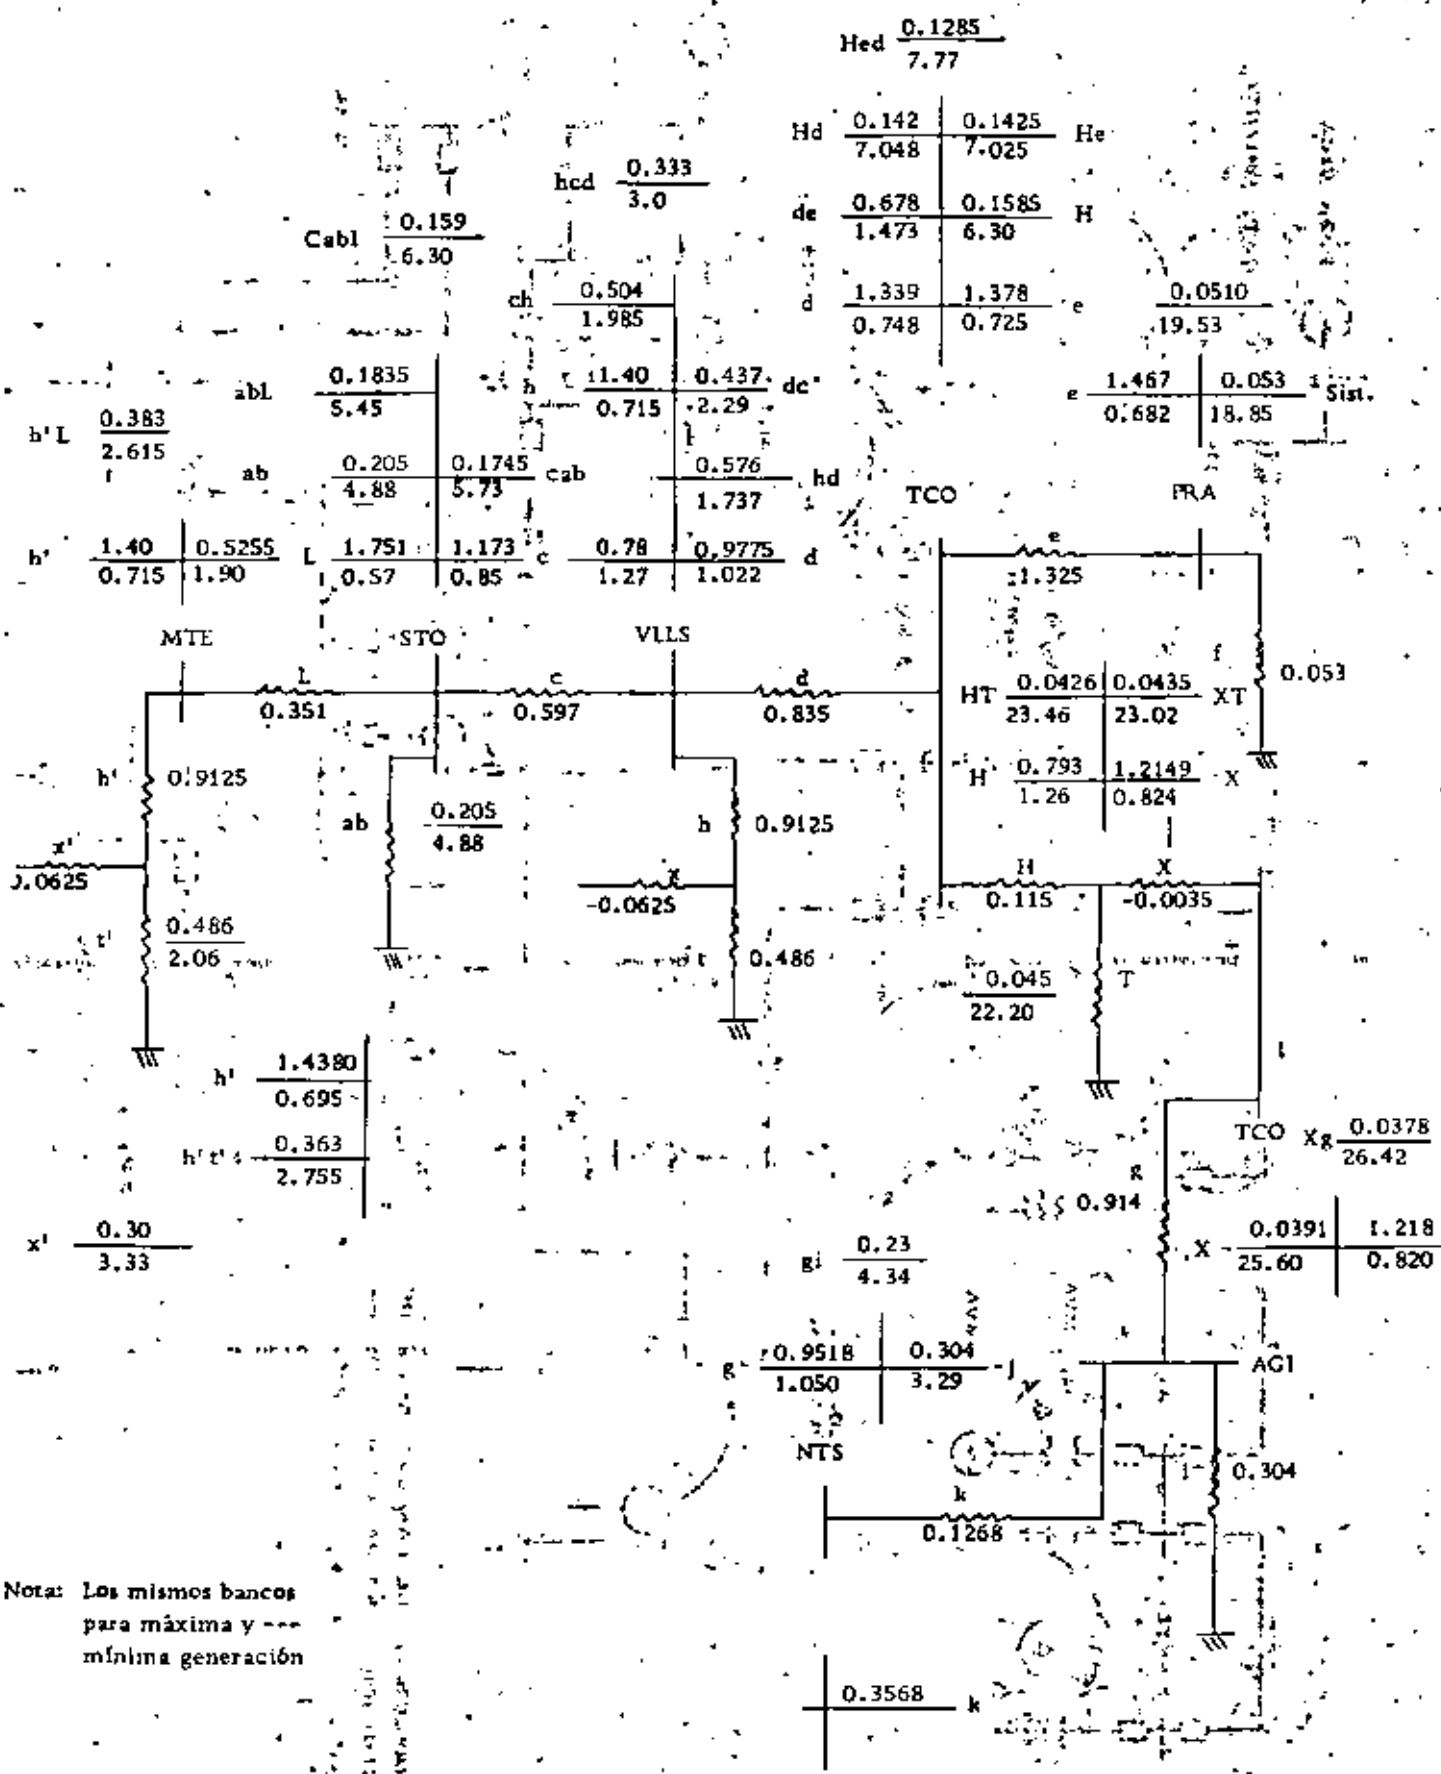 Hed 0.1285
7.77
Hd 0.142 0.1425 He
7.048 7.025
hcd 0.333
3.0
de 0.678 0.1585 H
1.473 6.30
Cabl 0.159
6.30
ch 0.504
1.985
d 1.339 1.378 e
0.748 0.725
0.0510
19.53
abL 0.1835
5.45
1.40 0.437 dc
0.715 2.29
e 1.467 0.053 Sist.
0.682 18.85
h'L 0.383
2.615
ab 0.205 0.1745 cab
4.88 5.73
0.576 hd
1.737
TCO PRA
h' 1.40 0.5255
0.715 1.90
L 1.751 1.173 c
0.57 0.85
0.78 0.9775 d
1.27 1.022
e
1.325
MTE STO VLLS
L c d
0.351 0.597 0.835
f 0.053
HT 0.0426 0.0435 XT
23.46 23.02
h' 0.9125
H 0.793 1.2149 X
1.26 0.824
ab 0.205
4.88
h 0.9125
x'
0.0625
x
-0.0625
H X
0.115 -0.0035
t' 0.486
2.06
t 0.486
0.045 T
22.20
h' 1.4380
0.695
h't' 0.363
2.755
TCO Xg 0.0378
26.42
g 0.914
x' 0.30
3.33
gi 0.23
4.34
X 0.0391 1.218
25.60 0.820
g 0.9518 0.304
1.050 3.29
AGI
NTS
0.304
k
0.1268
Nota: Los mismos bancos
para máxima y ---
mínima generación
0.3568 k